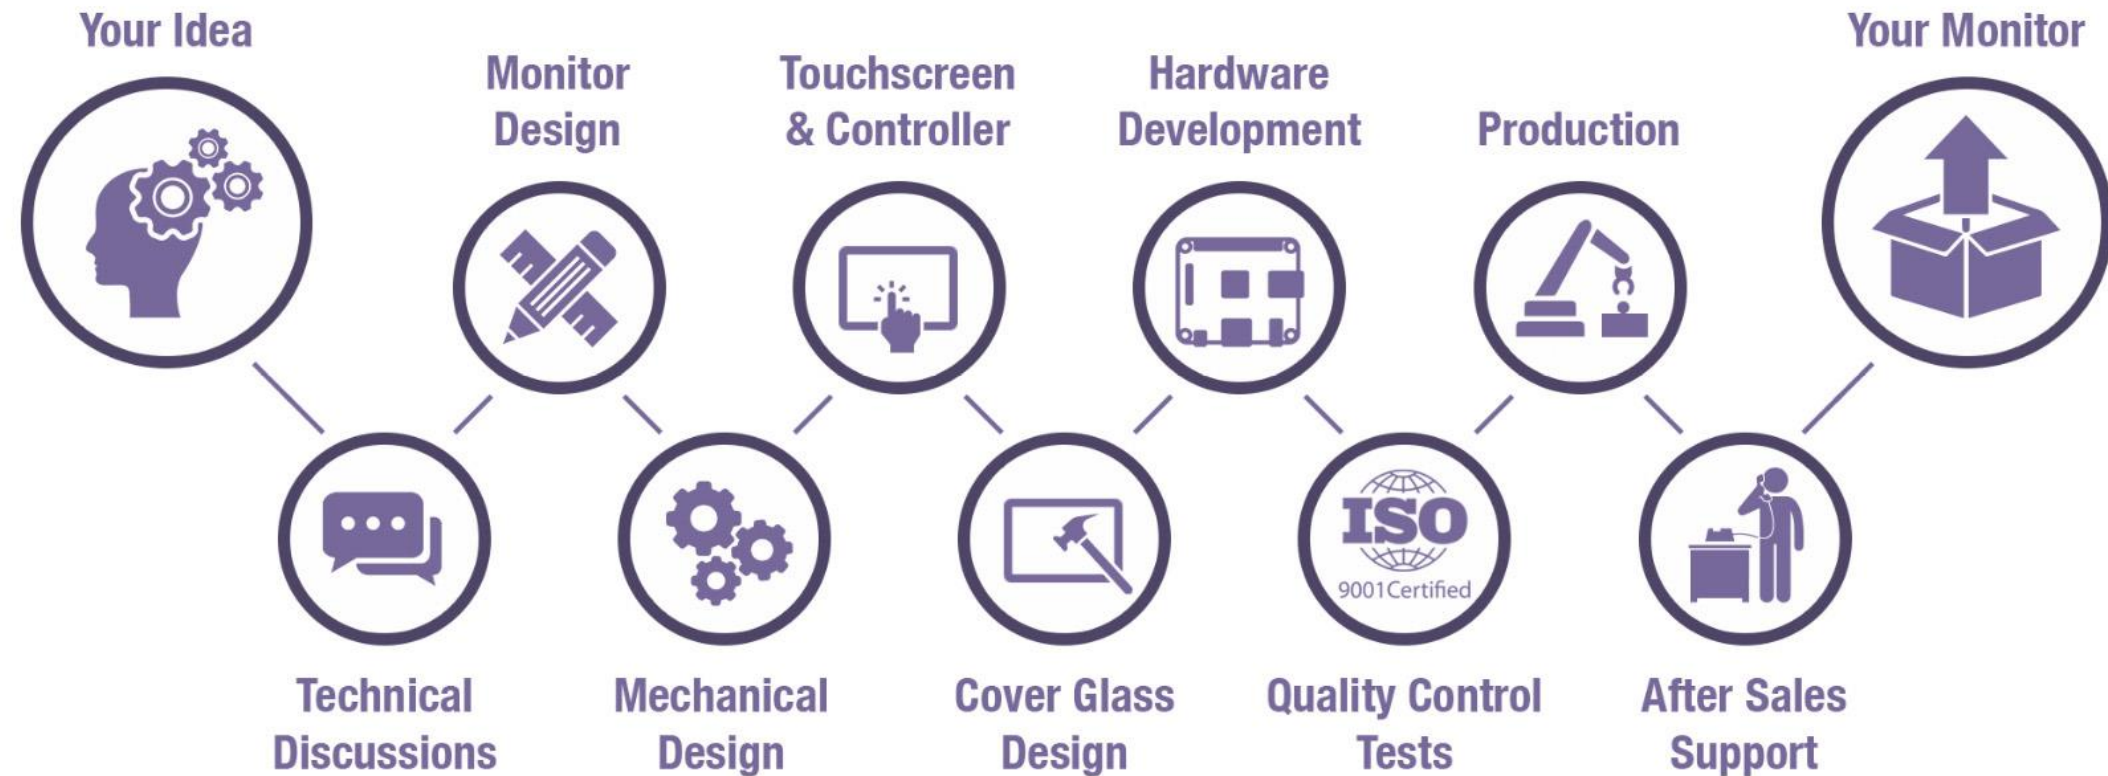 Your Idea
Technical
Discussions
Monitor
Design
Mechanical
Design
Touchscreen
& Controller
Cover Glass
Design
Hardware
Development
ISO
9001Certified
Quality Control
Tests
Production
After Sales
Support
Your Monitor